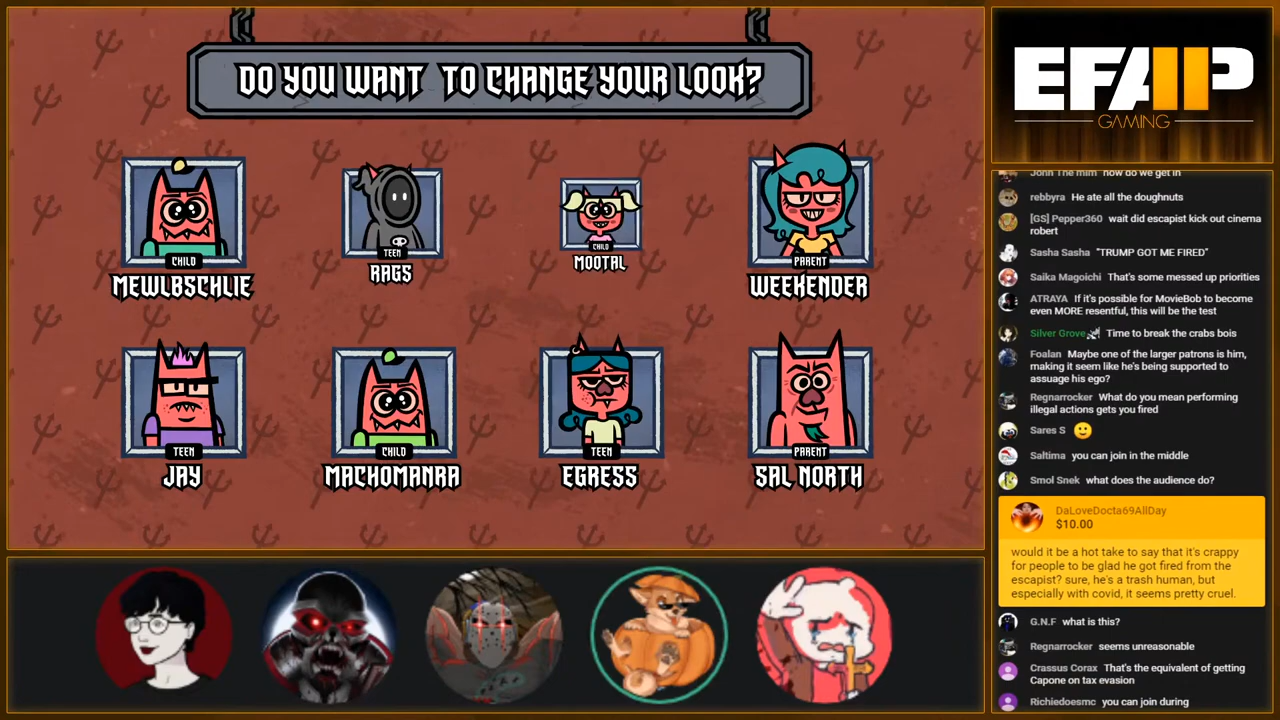 DO YOU WANT TO CHANGE YOUR LOOK?
CHILD
MEWLBSCHLIE
TEEN
RAGS
CHILD
MOOTAL
PARENT
WEEKENDER
TEEN
JAY
CHILD
MACHOMANRA
TEEN
EGRESS
PARENT
SAL NORTH
EFAP
GAMING
John The mim how do we get in
rebbyra He ate all the doughnuts
[GS] Pepper360 wait did escapist kick out cinema
robert
Sasha Sasha "TRUMP GOT ME FIRED"
Saika Magoichi That's some messed up priorities
ATRAYA If it's possible for MovieBob to become
even MORE resentful, this will be the test
Silver Grove Time to break the crabs bois
Foalan Maybe one of the larger patrons is him,
making it seem like he's being supported to
assuage his ego?
Regnarrocker What do you mean performing
illegal actions gets you fired
Sares S 🙂
Saltima you can join in the middle
Smol Snek what does the audience do?
DaLoveDocta69AllDay
$10.00
would it be a hot take to say that it's crappy
for people to be glad he got fired from the
escapist? sure, he's a trash human, but
especially with covid, it seems pretty cruel.
G.N.F what is this?
Regnarrocker seems unreasonable
Crassus Corax That's the equivalent of getting
Capone on tax evasion
Richiedoesmc you can join during